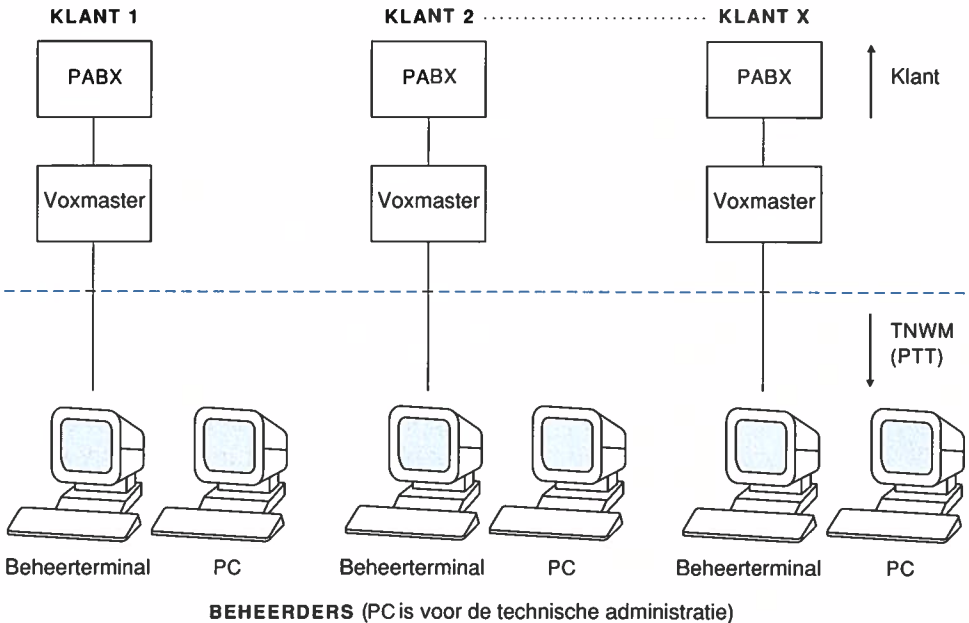 KLANT 1 KLANT 2 KLANT X
PABX PABX PABX Klant
Voxmaster Voxmaster Voxmaster
TNWM
(PTT)
Beheerterminal PC Beheerterminal PC Beheerterminal PC
BEHEERDERS (PC is voor de technische administratie)